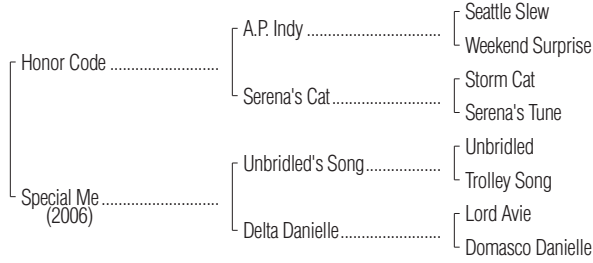 Seattle Slew
A.P. Indy ................................
Weekend Surprise
Honor Code ..........................
Storm Cat
Serena's Cat..........................
Serena's Tune
Unbridled
Unbridled's Song..................
Trolley Song
Special Me............................
(2006)
Lord Avie
Delta Danielle........................
Domasco Danielle